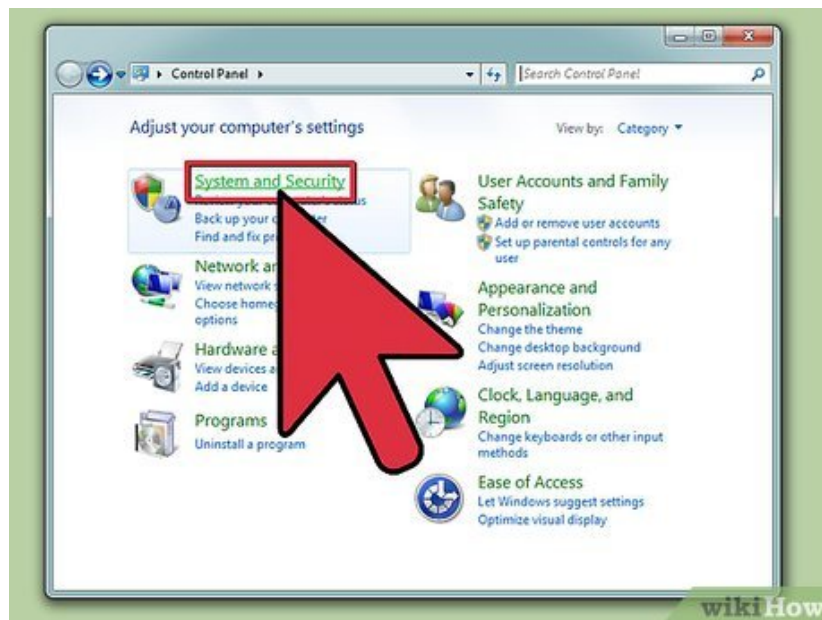 Control Panel
Search Control Panel
Adjust your computer's settings
View by: Category
System and Security
Back up your
Find and fix
Network
View network
Choose
options
Hardware
View devices
Add a device
Programs
Uninstall a program
User Accounts and Family
Safety
Add or remove user accounts
Set up parental controls for any
user
Appearance and
Personalization
Change the theme
Change desktop background
Adjust screen resolution
Clock, Language, and
Region
Change keyboards or other input
methods
Ease of Access
Let Windows suggest settings
Optimize visual display
wikiHow